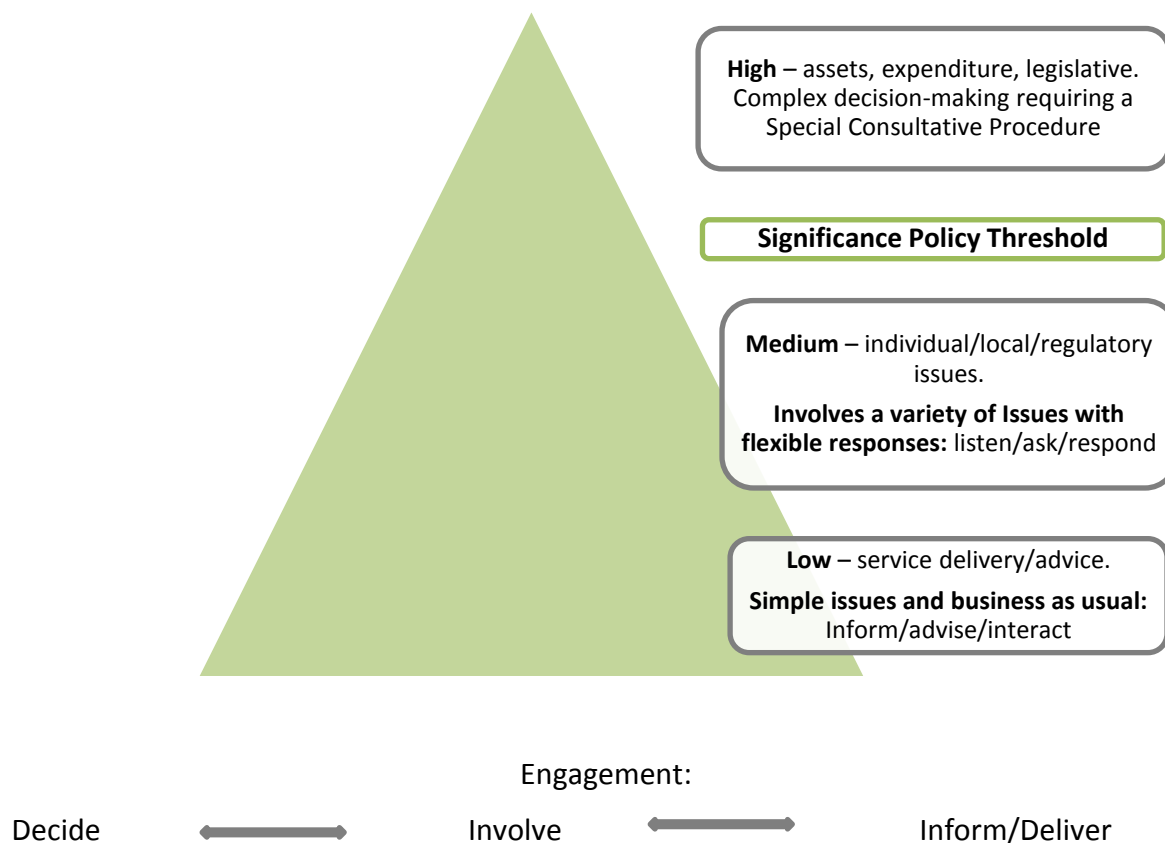 High – assets, expenditure, legislative.
Complex decision-making requiring a
Special Consultative Procedure
Significance Policy Threshold
Medium – individual/local/regulatory
issues.
Involves a variety of Issues with
flexible responses: listen/ask/respond
Low – service delivery/advice.
Simple issues and business as usual:
Inform/advise/interact
Engagement:
Decide Involve Inform/Deliver